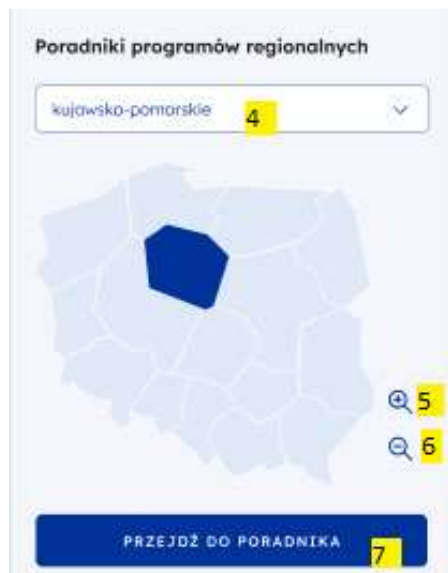 Poradniki programów regionalnych
kujawsko-pomorskie 4
5
6
PRZEJDŹ DO PORADNIKA 7